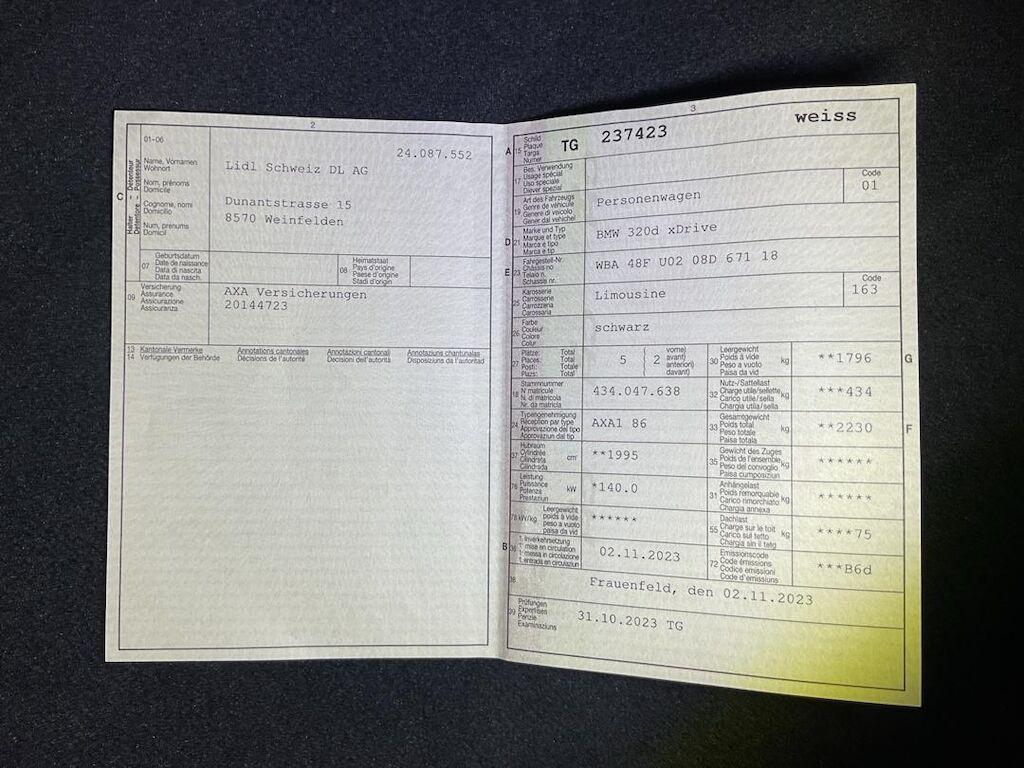 2
01-06
24.087.552
C
Halter - Détenteur
Detentore - Possessur
Name, Vornamen
Wohnort
Nom, prénoms
Domicile
Cognome, nomi
Domicilio
Num, prenums
Domicil
Lidl Schweiz DL AG
Dunantstrasse 15
8570 Weinfelden
07
Geburtsdatum
Date de naissance
Data di nascita
Data da nasch.
08
Heimatstaat
Pays d'origine
Paese d'origine
Stadi d'origin
09
Versicherung
Assurance
Assicurazione
Assicuranza
AXA Versicherungen
20144723
13 Kantonale Vermerke Annotations cantonales Annotazioni cantonali Annotaziuns chantunalas
14 Verfügungen der Behörde Décisions de l'autorité Decisioni dell'autorità Disposiziuns da l'autoritad
3
A 15
Schild
Plaque
Targa
Numer
TG 237423 weiss
17
Bes. Verwendung
Usage spécial
Uso speciale
Diever spezial
19
Art des Fahrzeugs
Genre de véhicule
Genere di veicolo
Gener dal vehichel
Personenwagen
Code
01
D 21
Marke und Typ
Marque et type
Marca e tipo
Marca e tip
BMW 320d xDrive
E 23
Fahrgestell-Nr.
Châssis no
Telaio n.
Schassis nr.
WBA 48F U02 08D 671 18
25
Karosserie
Carrosserie
Carrozzeria
Carossaria
Limousine
Code
163
26
Farbe
Couleur
Colore
Colur
schwarz
27
Plätze: Total
Places: Total
Posti: Totale
Plazs: Total
5 ( 2
vorne)
avant)
anteriori)
davant)
30
Leergewicht
Poids à vide
Peso a vuoto
Paisa da vid
kg
**1796
G
18
Stammnummer
N° matricule
N. di matricola
Nr. da matricla
434.047.638
32
Nutz-/Sattellast
Charge utile/sellette
Carico utile/sella
Chargia utila/sella
kg
***434
24
Typengenehmigung
Réception par type
Approvazione del tipo
Approvaziun dal tip
AXA1 86
33
Gesamtgewicht
Poids total
Peso totale
Paisa totala
kg
**2230
F
37
Hubraum
Cylindrée
Cilindrata
Cilindrada
cm³
**1995
35
Gewicht des Zuges
Poids de l'ensemble
Peso del convoglio
Paisa cumposiziun
kg
******
76
Leistung
Puissance
Potenza
Prestaziun
kW
*140.0
31
Anhängelast
Poids remorquable
Carico rimorchiato
Chargia annexa
kg
******
78 kW/kg
Leergewicht
poids à vide
peso a vuoto
paisa da vid
******
55
Dachlast
Charge sur le toit
Carico sul tetto
Chargia sin il tetg
kg
****75
B 36
1. Inverkehrsetzung
1re mise en circulation
1a messa in circolazione
1. entrada en circulaziun
02.11.2023
72
Emissionscode
Code émissions
Codice emissioni
Code d'emissiuns
***B6d
38
Frauenfeld, den 02.11.2023
39
Prüfungen
Expertises
Perizie
Examinaziuns
31.10.2023 TG